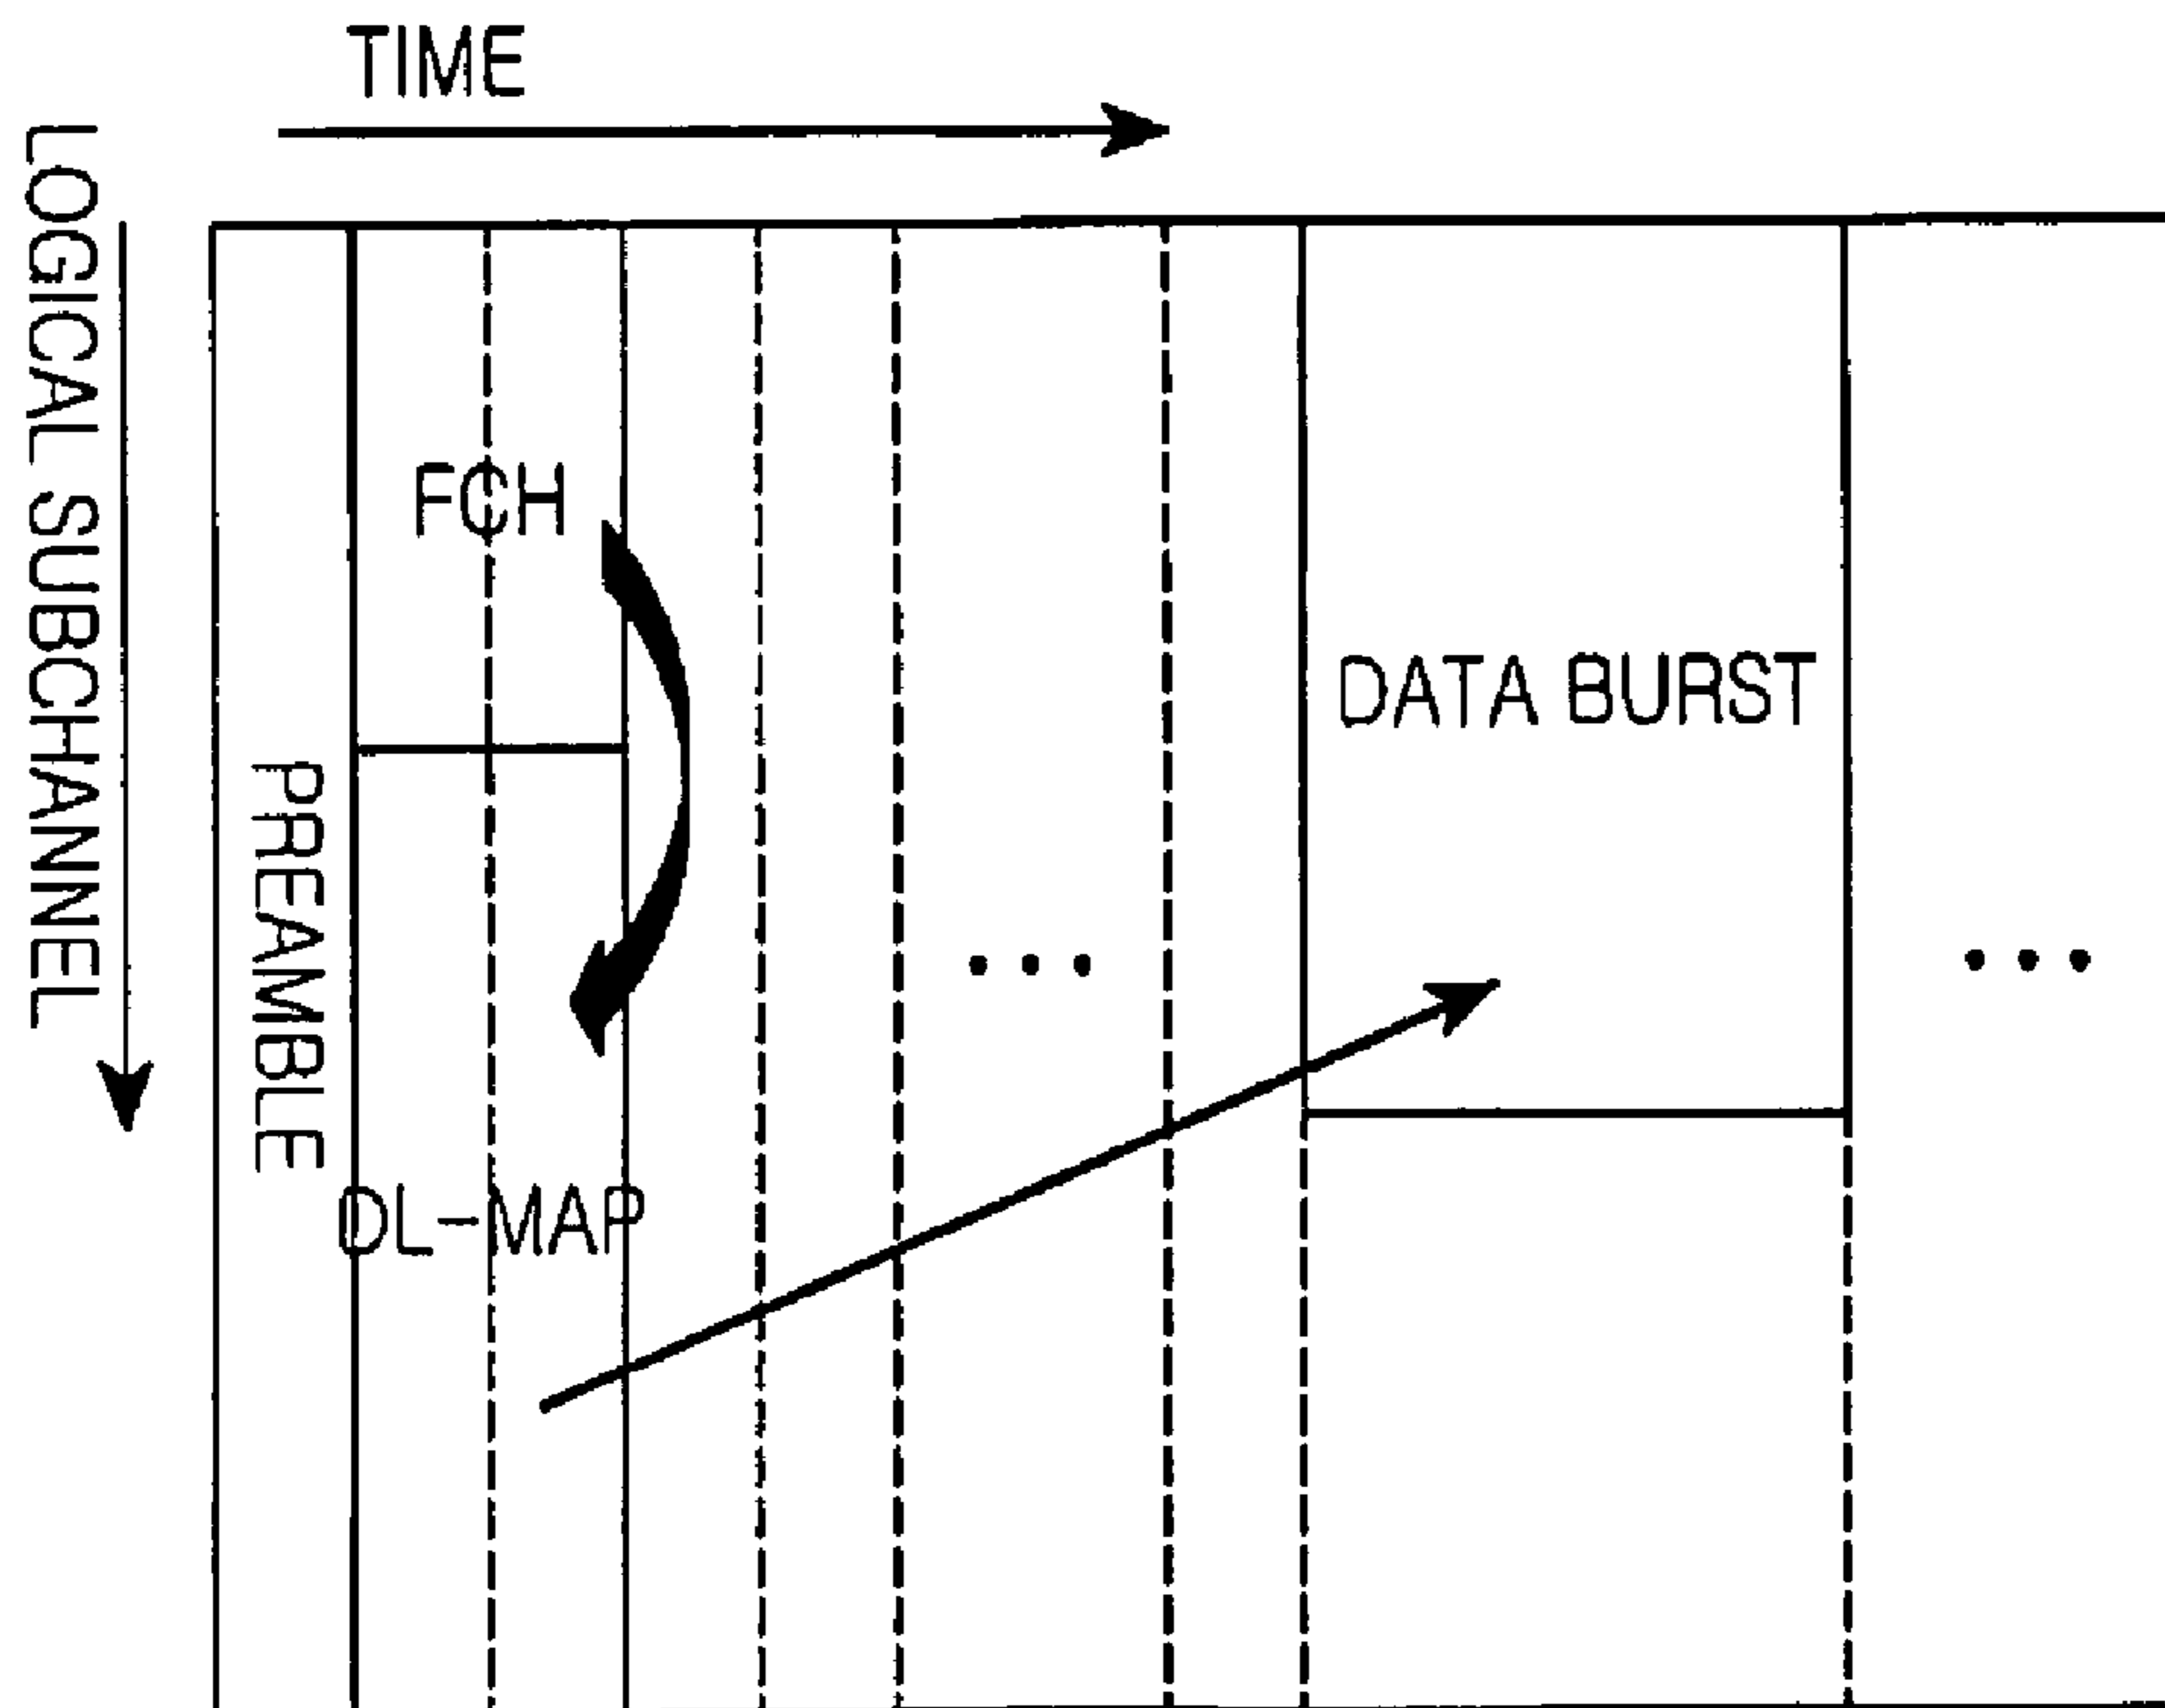 TIME
LOGICAL SUBCHANNEL
FCH
DATA BURST
PREAMBLE
DL-MAP